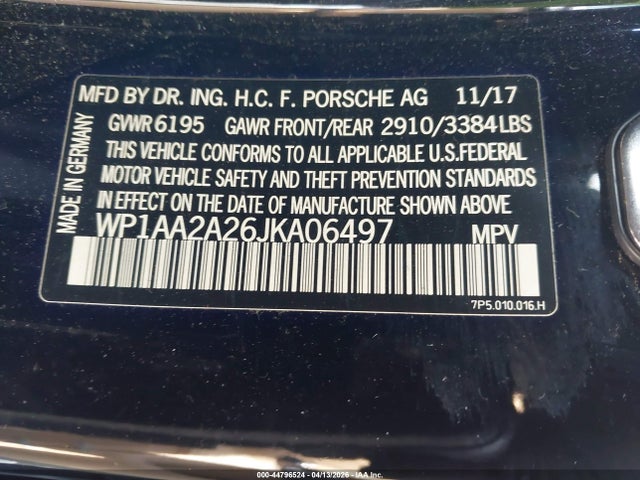 MFD BY DR. ING. H.C. F. PORSCHE AG 11/17
GVWR 6195 GAWR FRONT/REAR 2910/3384 LBS
THIS VEHICLE CONFORMS TO ALL APPLICABLE U.S.FEDERAL
MOTOR VEHICLE SAFETY AND THEFT PREVENTION STANDARDS
IN EFFECT ON THE DATE OF MANUFACTURE SHOWN ABOVE.
WP1AA2A26JKA06497 MPV
7P5.010.016.H
MADE IN GERMANY
000-44796524 - 04/13/2026 - IAAI.COM